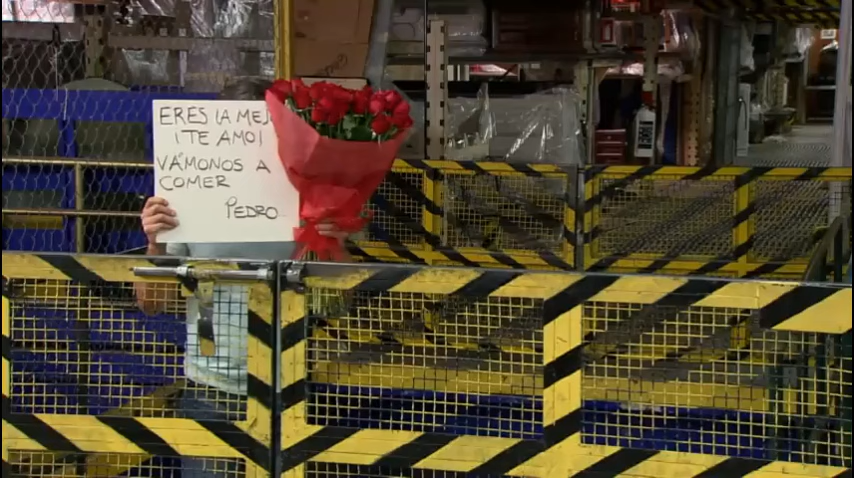 ERES LA MEJ
¡TE AMO!
VÁMONOS A
COMER
PEDRO